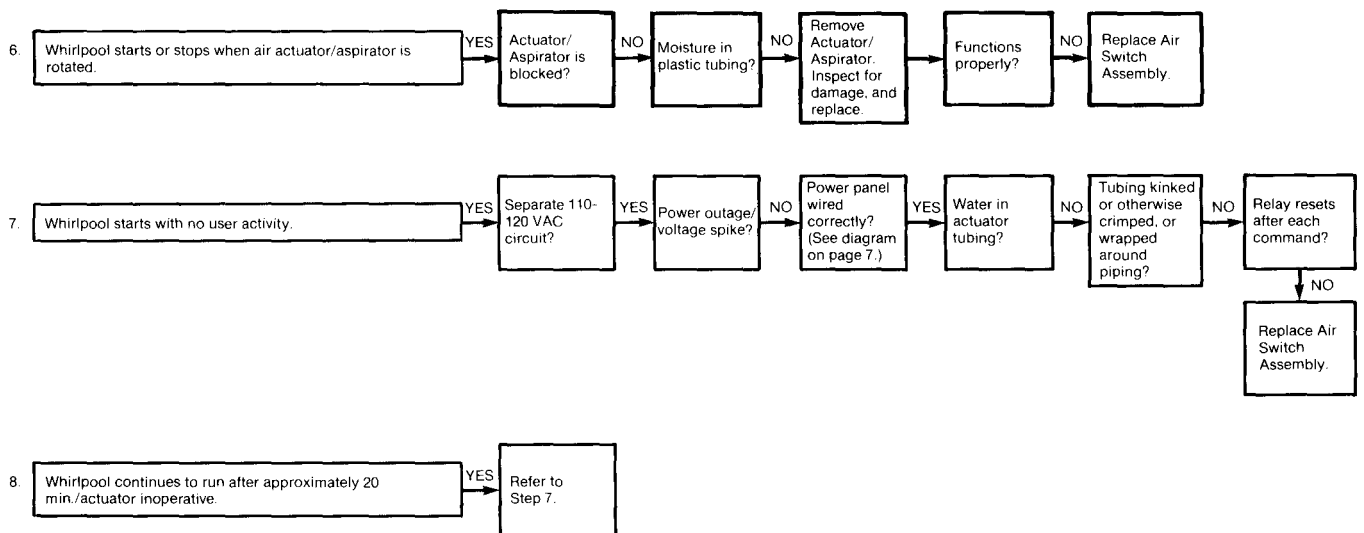 6.
Whirlpool starts or stops when air actuator/aspirator is
rotated.
YES
Actuator/
Aspirator is
blocked?
NO
Moisture in
plastic tubing?
NO
Remove
Actuator/
Aspirator.
Inspect for
damage, and
replace.
Functions
properly?
NO
Replace Air
Switch
Assembly.
7.
Whirlpool starts with no user activity.
YES
Separate 110-
120 VAC
circuit?
YES
Power outage/
voltage spike?
NO
Power panel
wired
correctly?
(See diagram
on page 7.)
YES
Water in
actuator
tubing?
NO
Tubing kinked
or otherwise
crimped, or
wrapped
around
piping?
NO
Relay resets
after each
command?
NO
Replace Air
Switch
Assembly.
8.
Whirlpool continues to run after approximately 20
min./actuator inoperative.
YES
Refer to
Step 7.